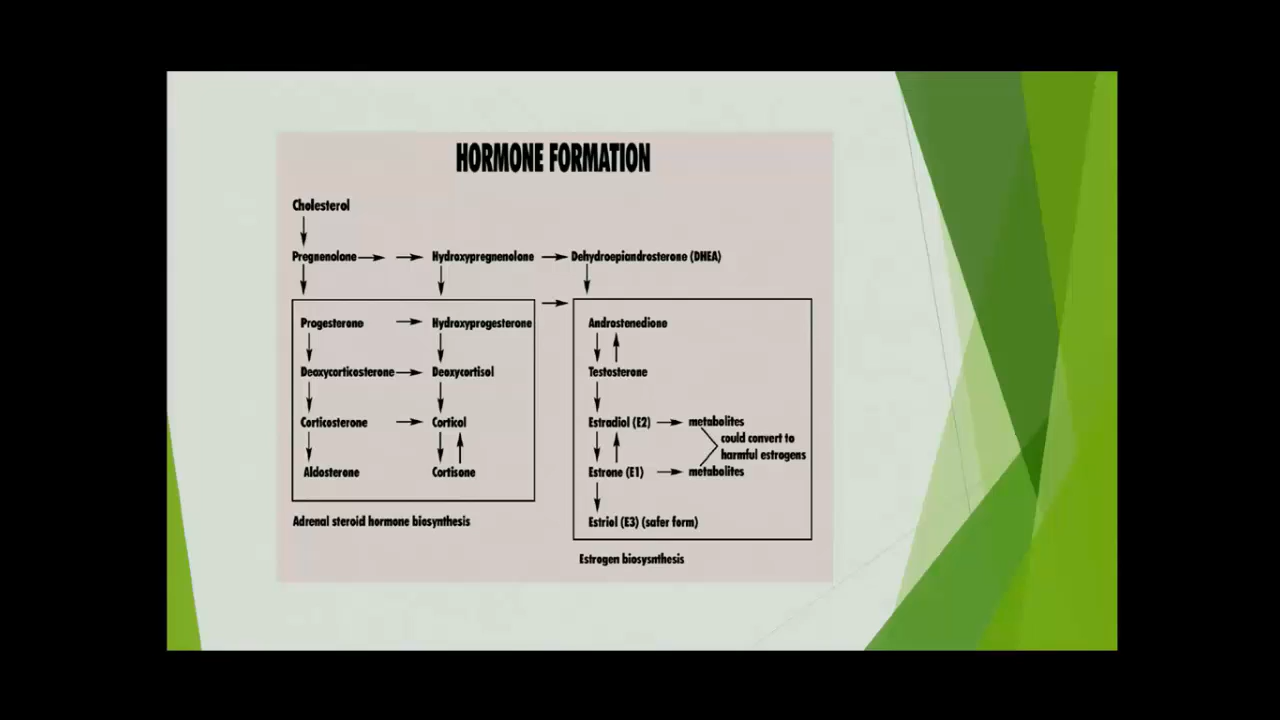 HORMONE FORMATION
Cholesterol
Pregnenolone
Hydroxypregnenolone
Dehydroepiandrosterone (DHEA)
Progesterone
Hydroxyprogesterone
Androstenedione
Deoxycorticosterone
Deoxycortisol
Testosterone
Corticosterone
Corticol
Estradiol (E2)
metabolites
could convert to
harmful estrogens
Aldosterone
Cortisone
Estrone (E1)
metabolites
Adrenal steroid hormone biosynthesis
Estriol (E3) (safer form)
Estrogen biosysnthesis